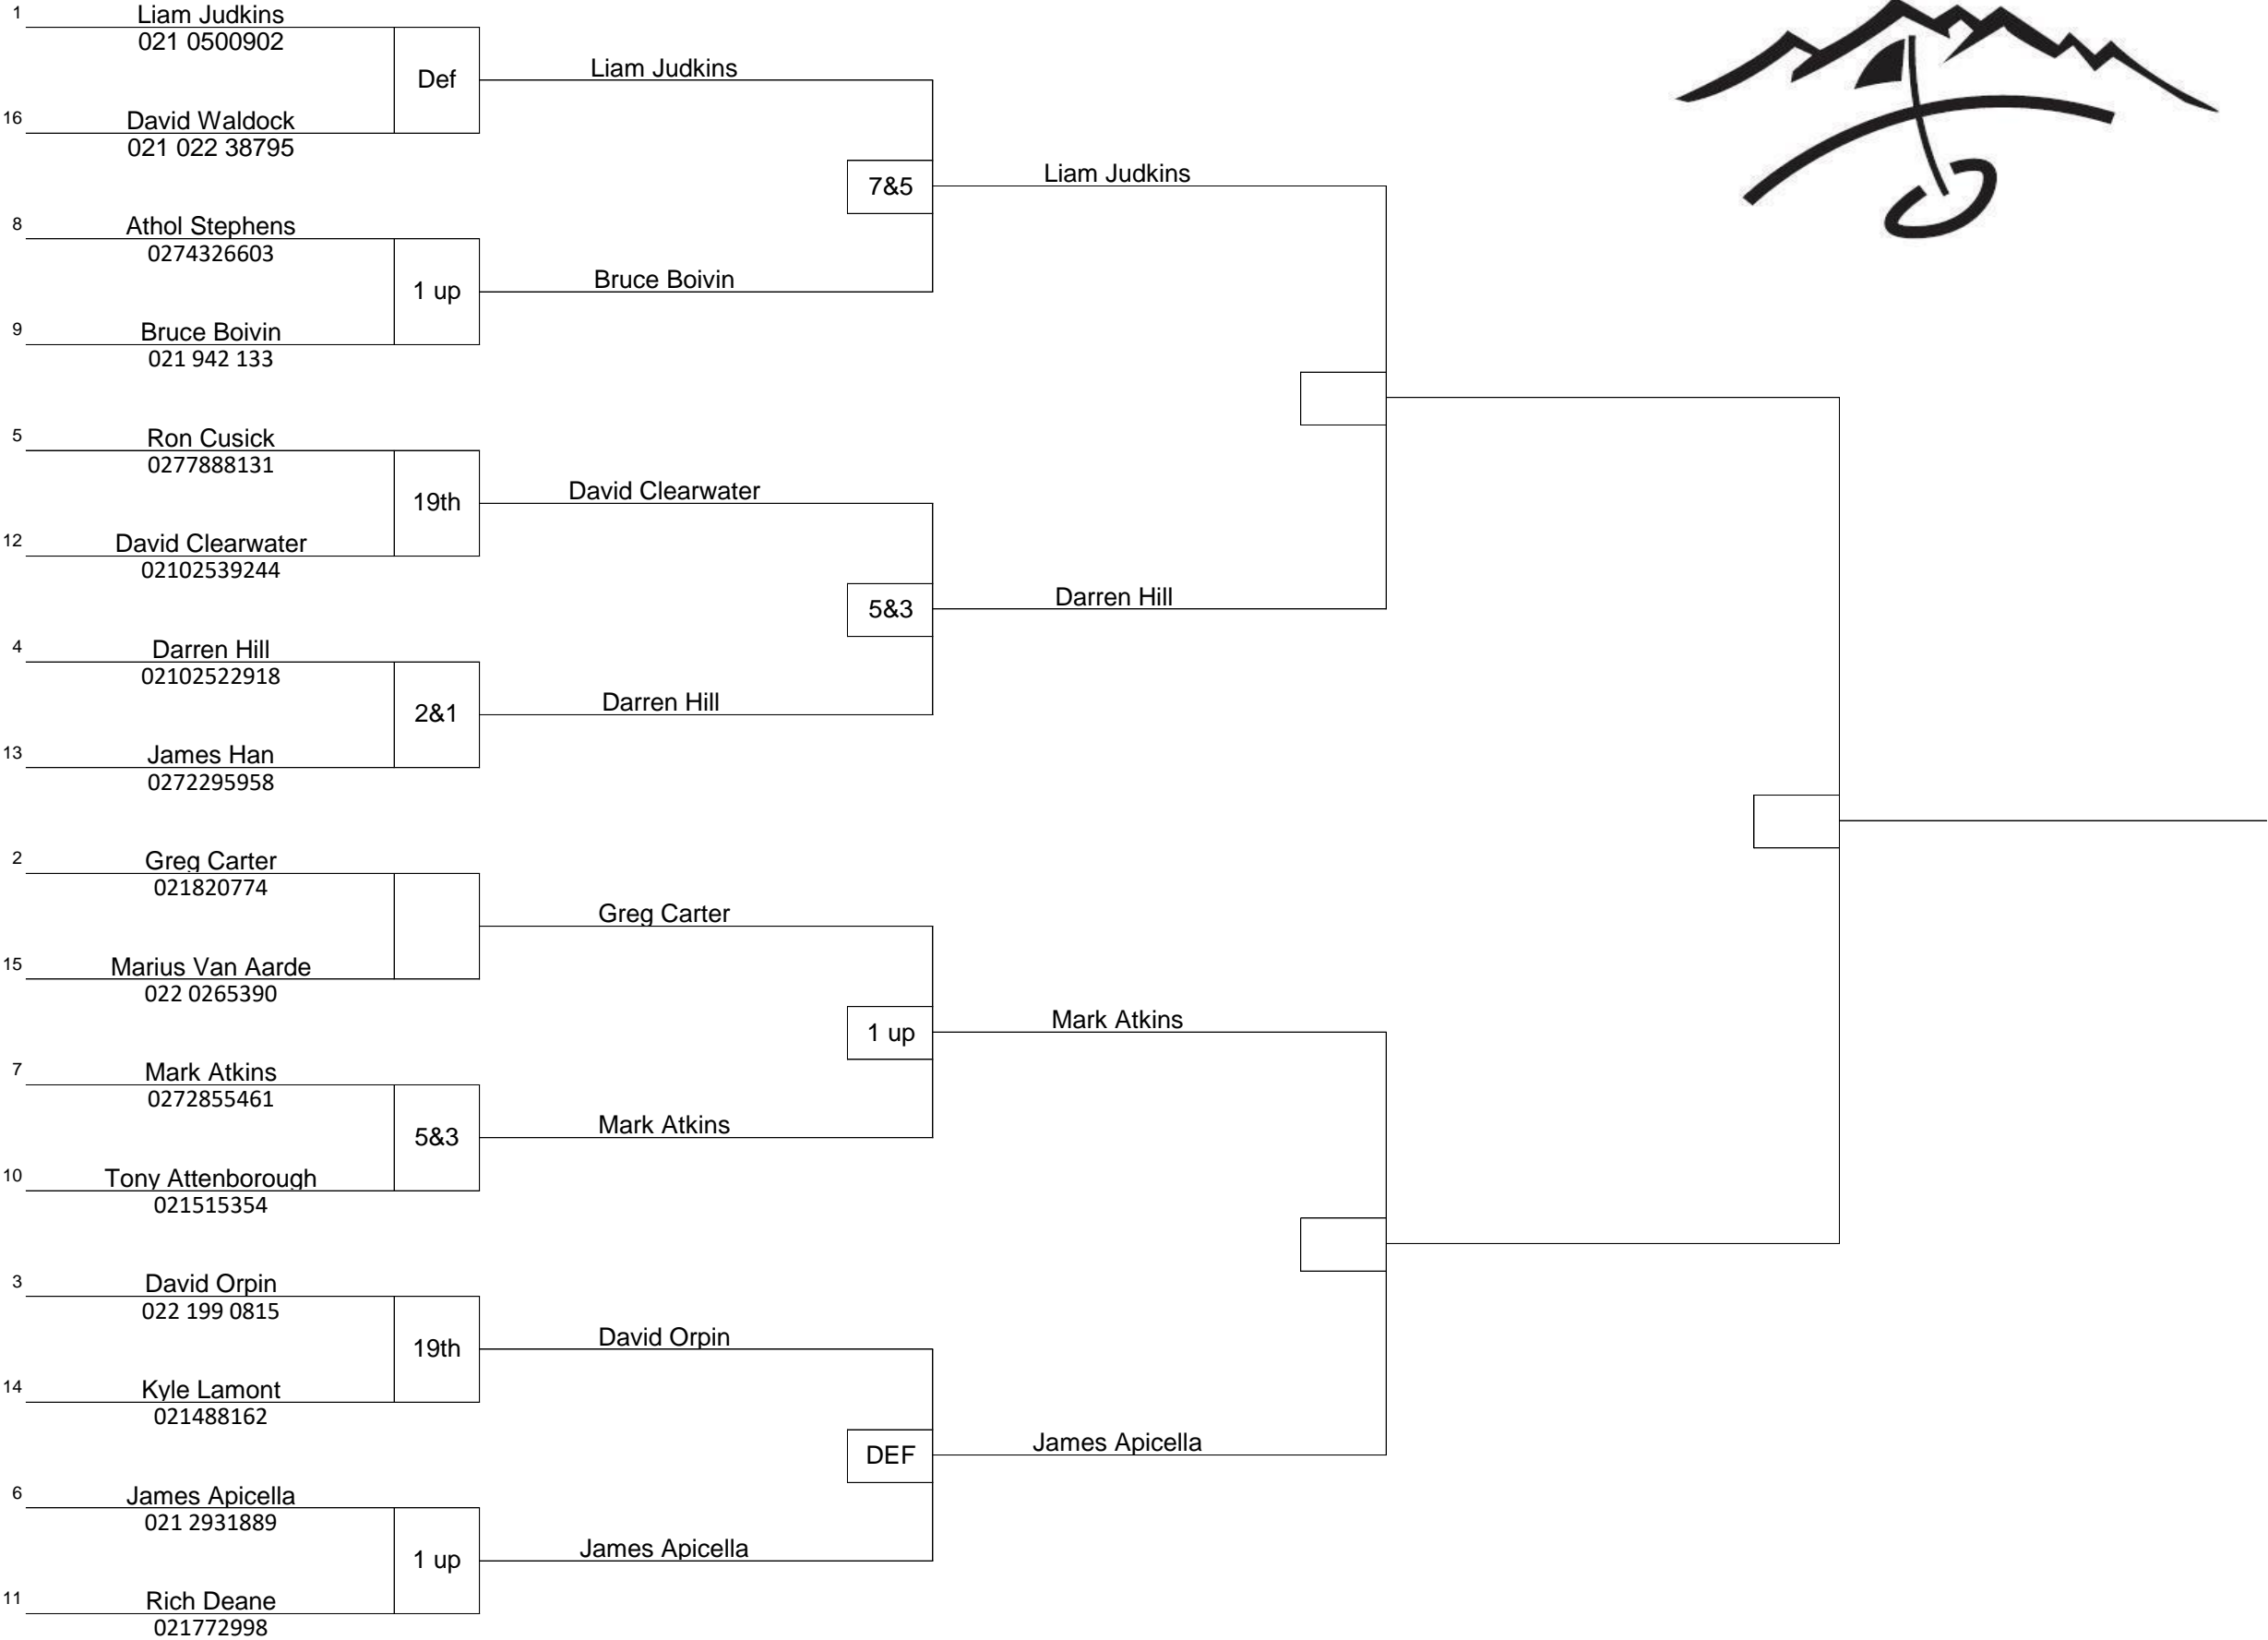 1
Liam Judkins
021 0500902
Def
Liam Judkins
16
David Waldock
021 022 38795
7&5
Liam Judkins
8
Athol Stephens
0274326603
1 up
Bruce Boivin
9
Bruce Boivin
021 942 133
5
Ron Cusick
0277888131
19th
David Clearwater
12
David Clearwater
02102539244
5&3
Darren Hill
4
Darren Hill
02102522918
2&1
Darren Hill
13
James Han
0272295958
2
Greg Carter
021820774
Greg Carter
15
Marius Van Aarde
022 0265390
1 up
Mark Atkins
7
Mark Atkins
0272855461
5&3
Mark Atkins
10
Tony Attenborough
021515354
3
David Orpin
022 199 0815
19th
David Orpin
14
Kyle Lamont
021488162
DEF
James Apicella
6
James Apicella
021 2931889
1 up
James Apicella
11
Rich Deane
021772998